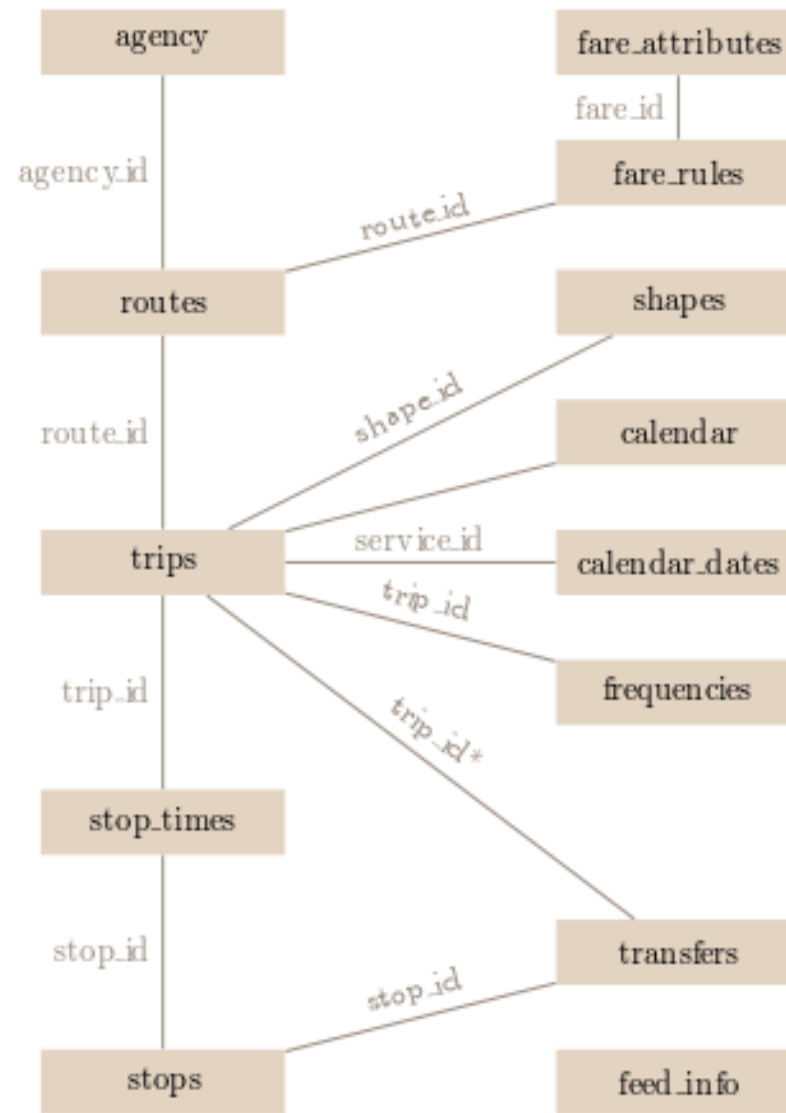 agency
fare_attributes
fare_id
agency_id
fare_rules
route_id
routes
shapes
shape_id
route_id
calendar
service_id
trips
calendar_dates
trip_id
trip_id
frequencies
trip_id*
stop_times
stop_id
transfers
stop_id
stops
feed_info